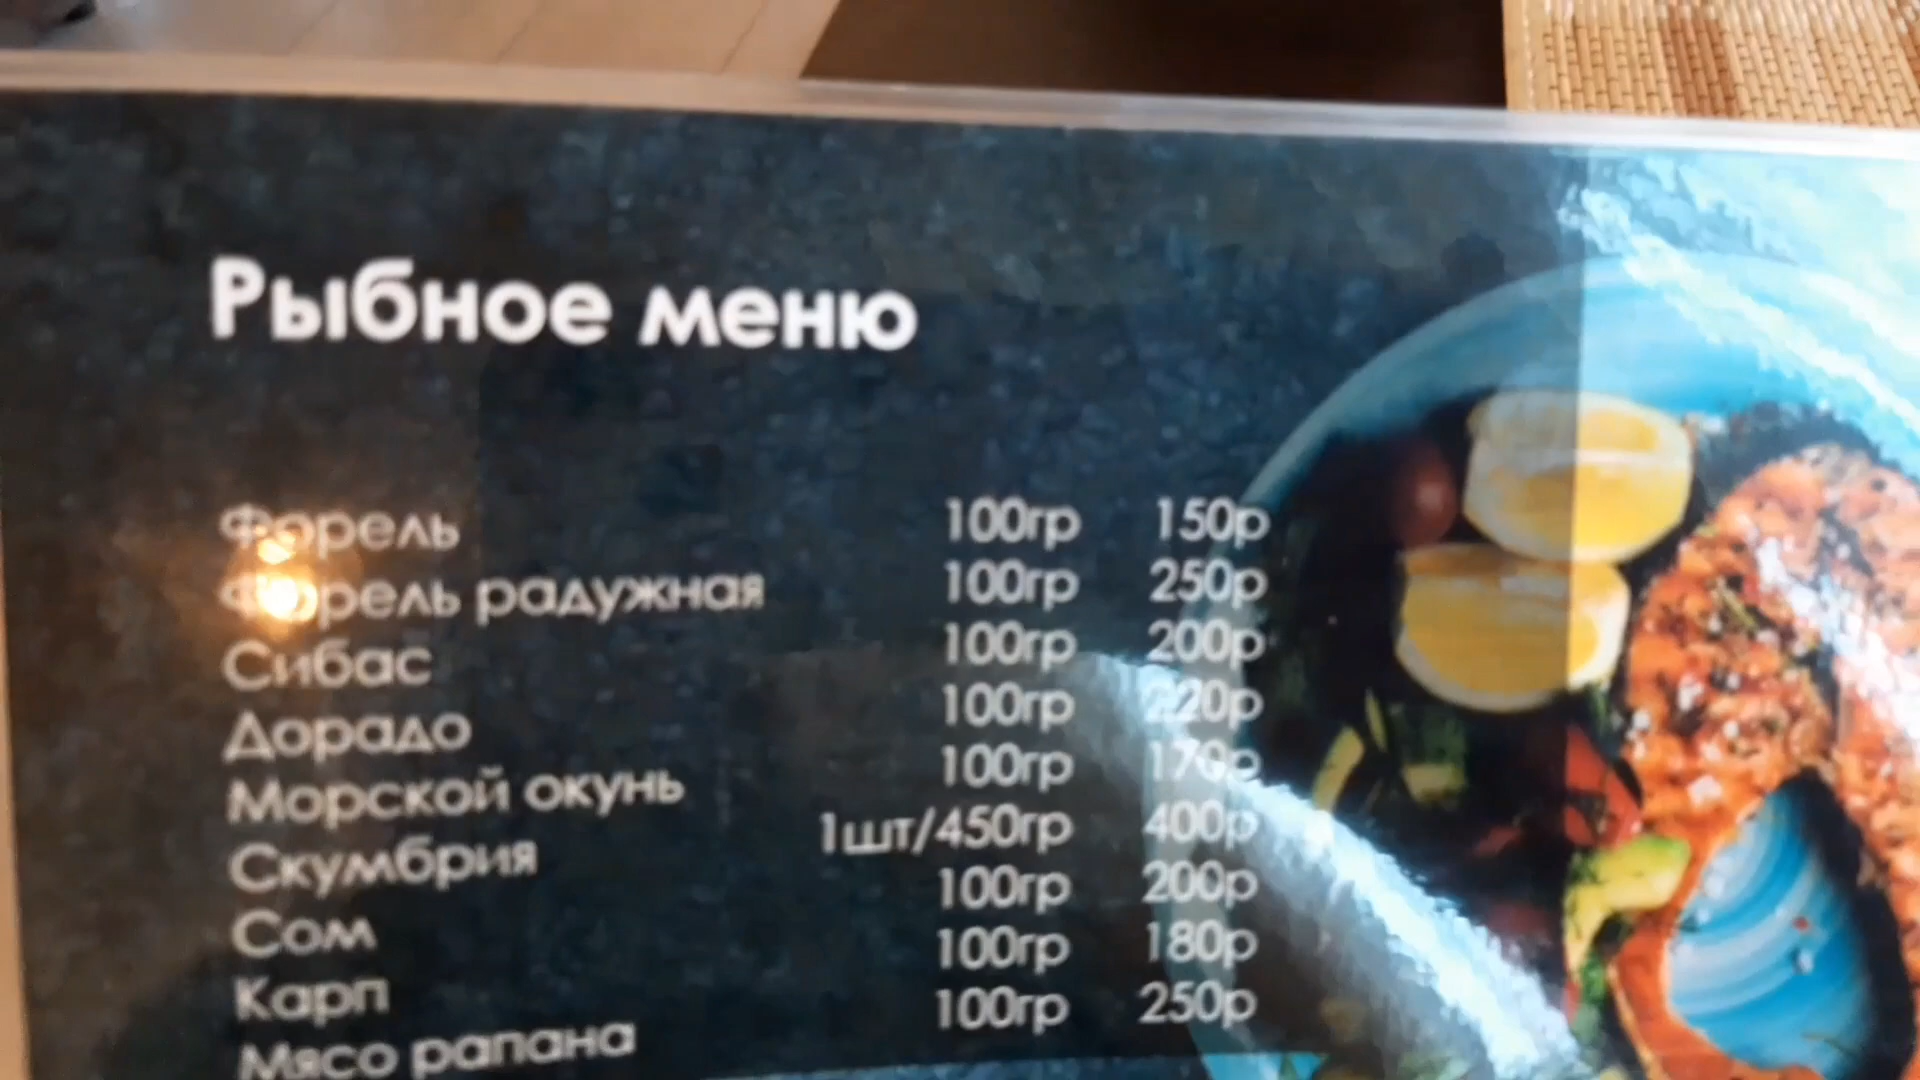 Рыбное меню
Форель 100гр 150р
Форель радужная 100гр 250р
Сибас 100гр 200р
Дорадо 100гр 220р
Морской окунь 100гр 170р
Скумбрия 1шт/450гр 400р
Сом 100гр 200р
Карп 100гр 180р
Мясо рапана 100гр 250р